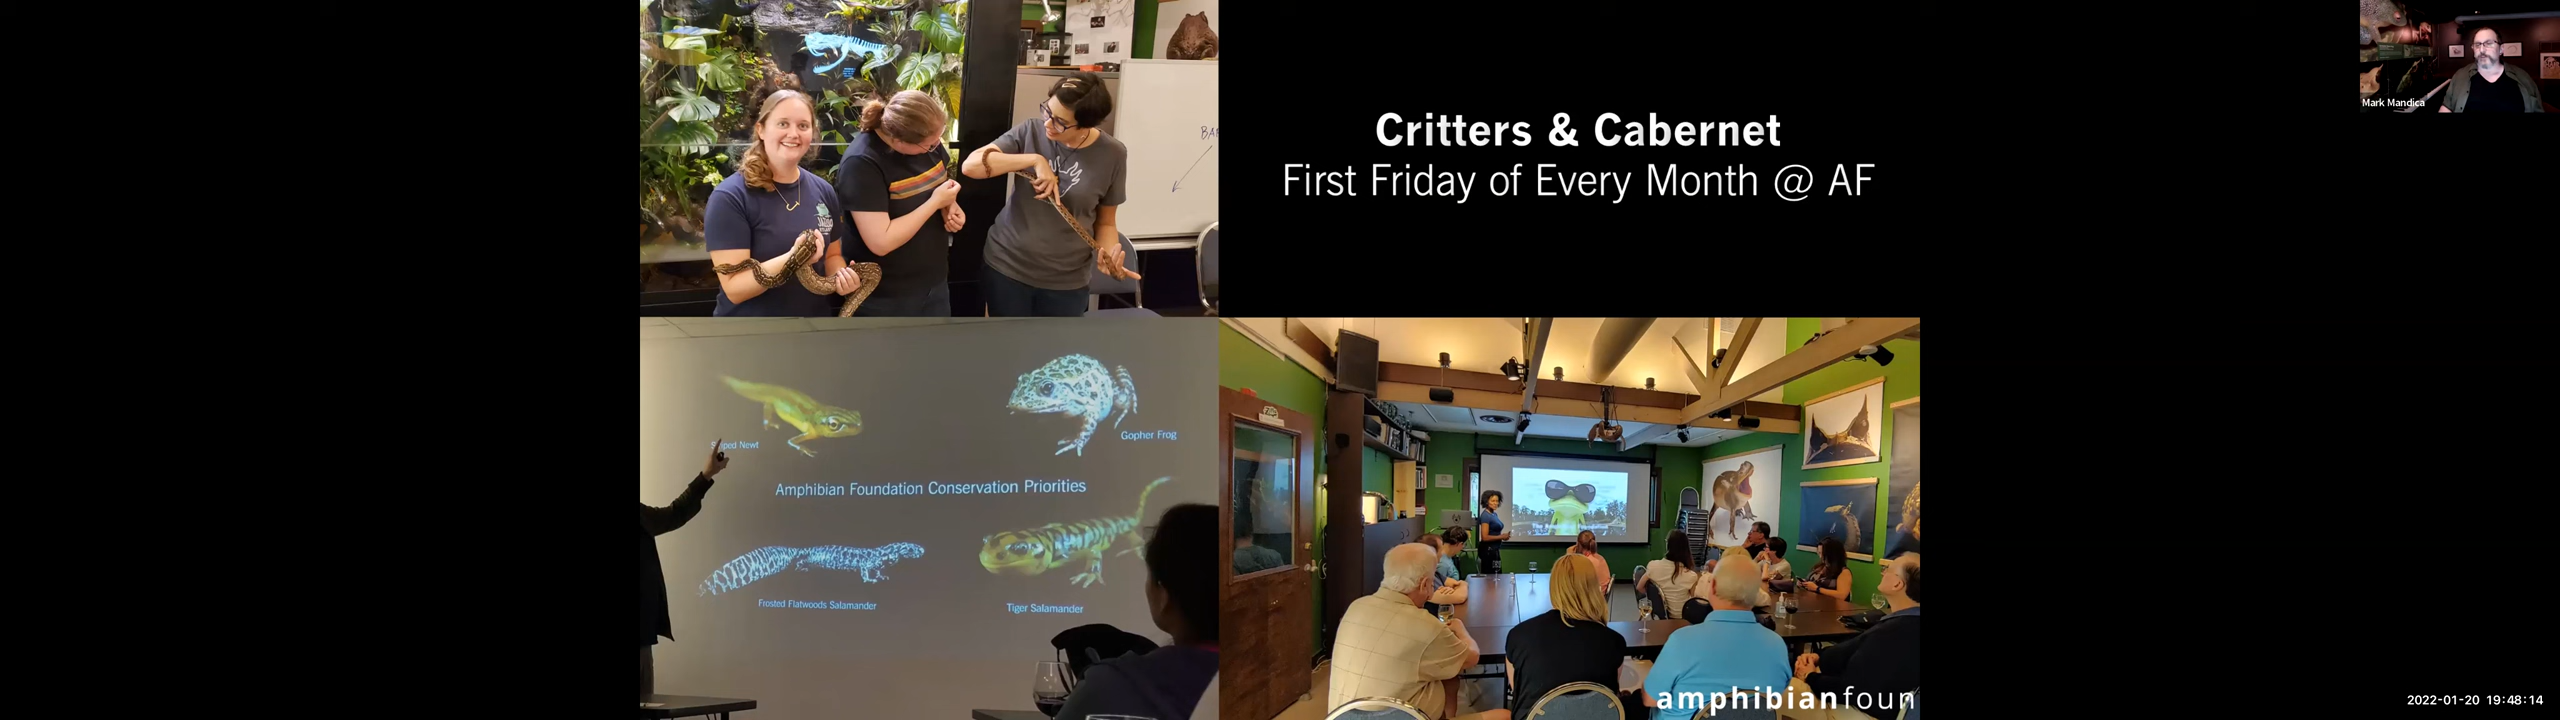 Critters & Cabernet
First Friday of Every Month @ AF
Mark Mandica
Newt
Gopher Frog
Amphibian Foundation Conservation Priorities
Frosted Flatwoods Salamander
Tiger Salamander
amphibianfoun
2022-01-20 19:48:14